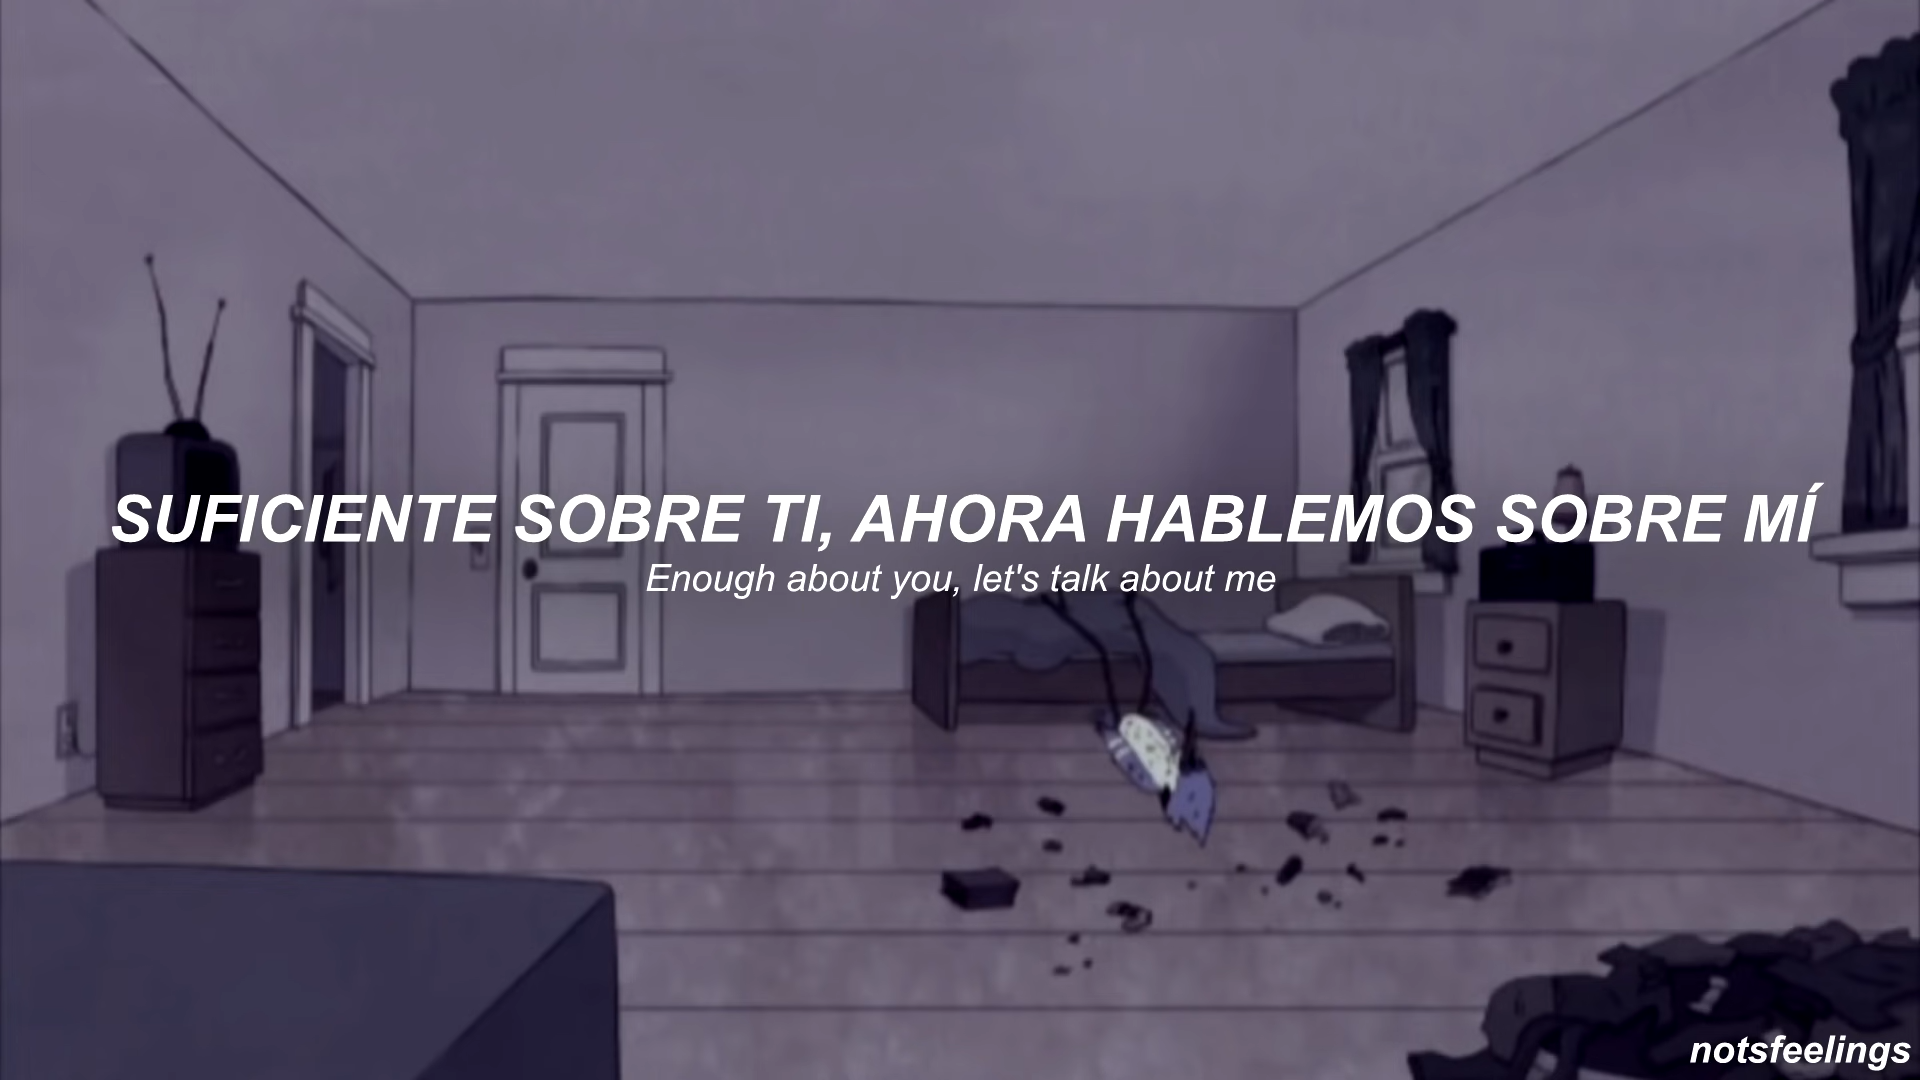 SUFICIENTE SOBRE TI, AHORA HABLEMOS SOBRE MÍ
Enough about you, let's talk about me
notsfeelings